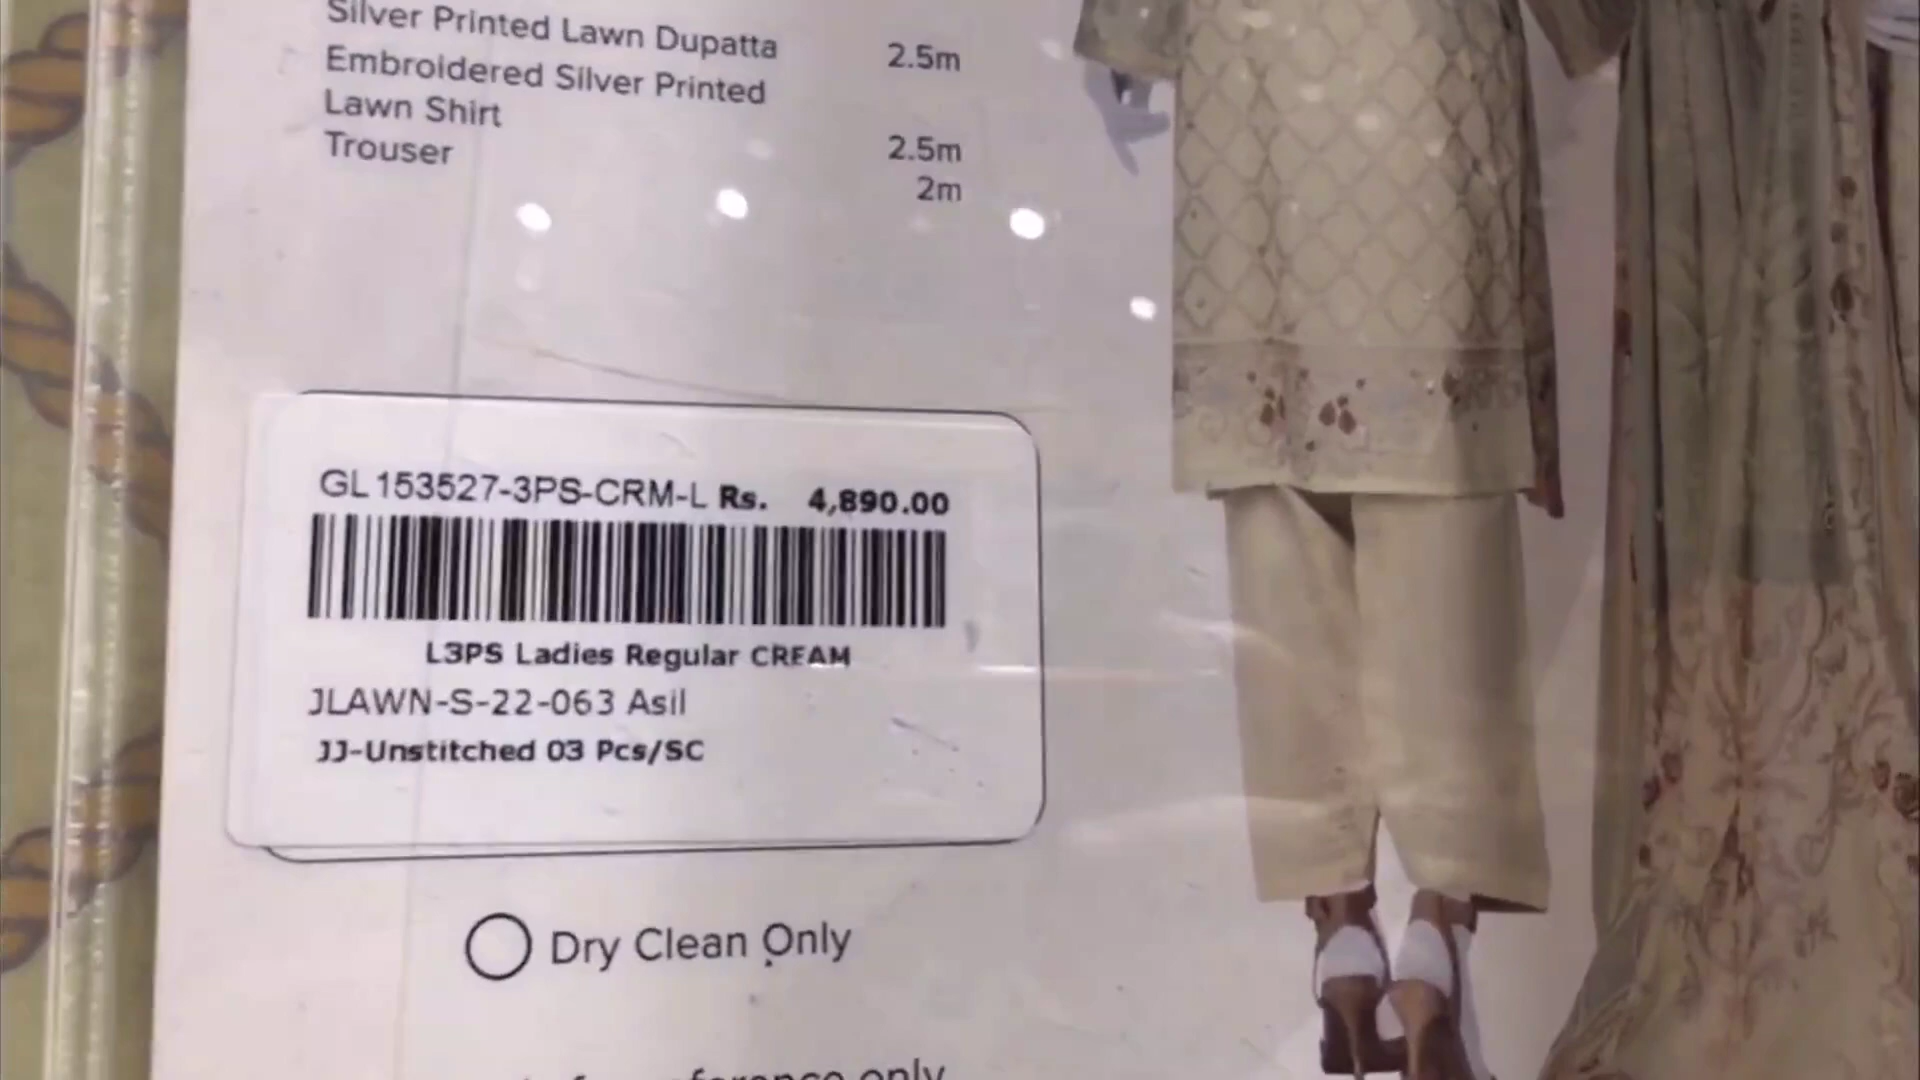 Silver Printed Lawn Dupatta 2.5m
Embroidered Silver Printed
Lawn Shirt 2.5m
Trouser 2m
GL153527-3PS-CRM-L Rs. 4,890.00
L3PS Ladies Regular CREAM
JLAWN-S-22-063 Asil
JJ-Unstitched 03 Pcs/SC
Dry Clean Only
only